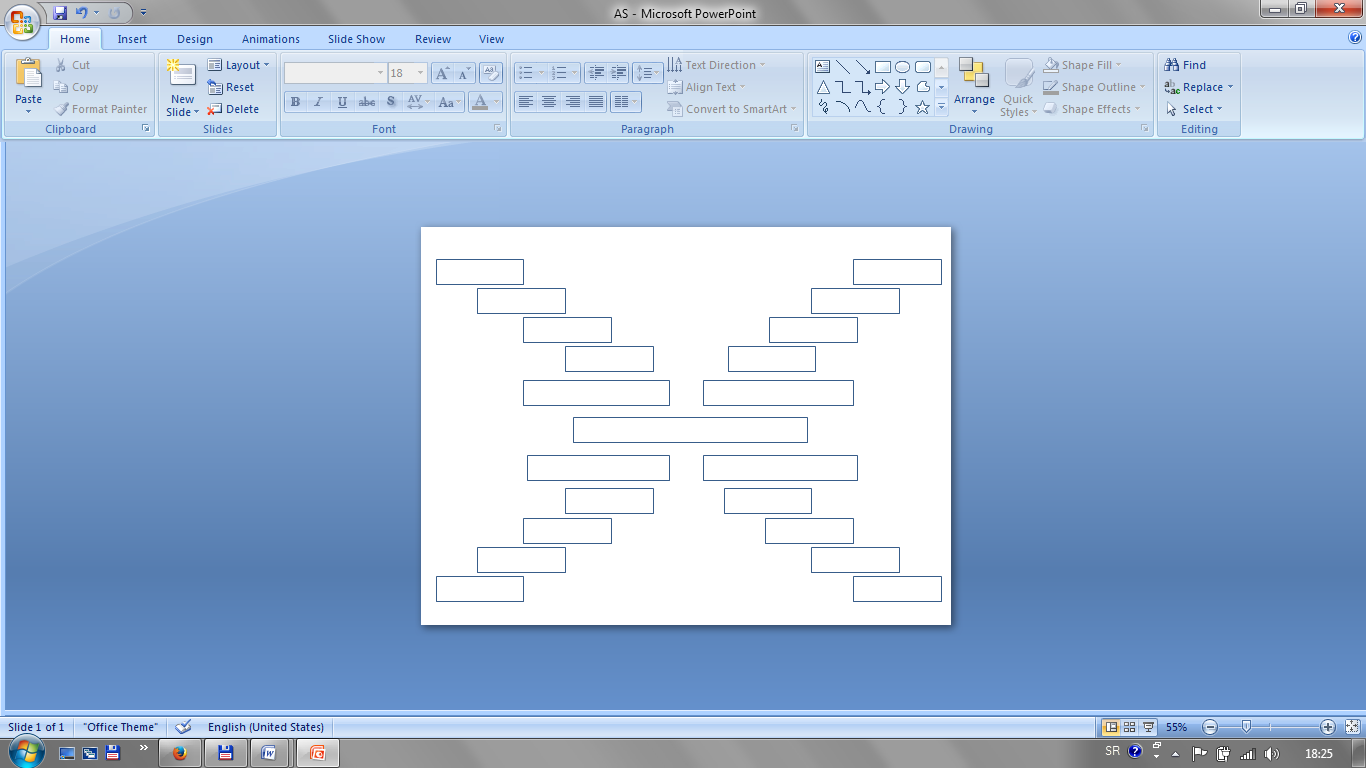 AS - Microsoft PowerPoint
Home Insert Design Animations Slide Show Review View
Paste
Cut
Copy
Format Painter
Clipboard
New Slide
Layout
Reset
Delete
Slides
18
B I U abc S AV Aa A
Font
Text Direction
Align Text
Convert to SmartArt
Paragraph
Arrange
Quick Styles
Shape Fill
Shape Outline
Shape Effects
Drawing
Find
Replace
Select
Editing
Slide 1 of 1 "Office Theme" English (United States) 55%
SR 18:25